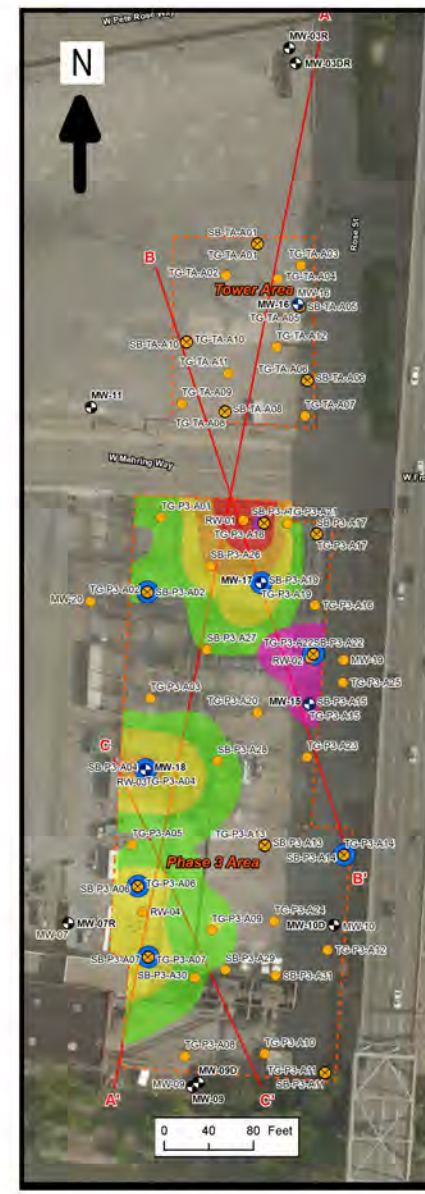 W Pete Rose Way
A
MW-03R
MW-03DR
N
Rose St
SB-TA-A01
TG-TA-A01
TG-TA-A03
B
TG-TA-A02
TG-TA-A04
Tower Area
MW-16
MW-16
SB-TA-A05
TG-TA-A05
TG-TA-A10
SB-TA-A10
TG-TA-A12
TG-TA-A11
TG-TA-A06
SB-TA-A06
MW-11
TG-TA-A09
SB-TA-A08
TG-TA-A08
TG-TA-A07
W Mehring Way
TG-P3-A01
RW-01
SB-P3-A17
TG-P3-A18
TG-P3-A17
SB-P3-A26
MW-17
SB-P3-A19
TG-P3-A02
SB-P3-A02
TG-P3-A19
MW-20
TG-P3-A16
SB-P3-A27
TG-P3-A22
SB-P3-A22
RW-02
MW-19
TG-P3-A25
TG-P3-A03
MW-15
SB-P3-A15
TG-P3-A15
TG-P3-A20
C
SB-P3-A28
TG-P3-A23
SB-P3-A04
MW-18
RW-03
TG-P3-A04
TG-P3-A05
TG-P3-A13
SB-P3-A13
TG-P3-A14
SB-P3-A14
Phase 3 Area
B'
TG-P3-A06
SB-P3-A06
RW-04
MW-07R
MW-07
TG-P3-A09
TG-P3-A24
MW-10D
MW-10
TG-P3-A12
SB-P3-A07
TG-P3-A07
SB-P3-A30
SB-P3-A29
SB-P3-A31
TG-P3-A08
TG-P3-A10
MW-09D
MW-09
MW-09
TG-P3-A11
SB-P3-A11
A'
C'
0 40 80 Feet